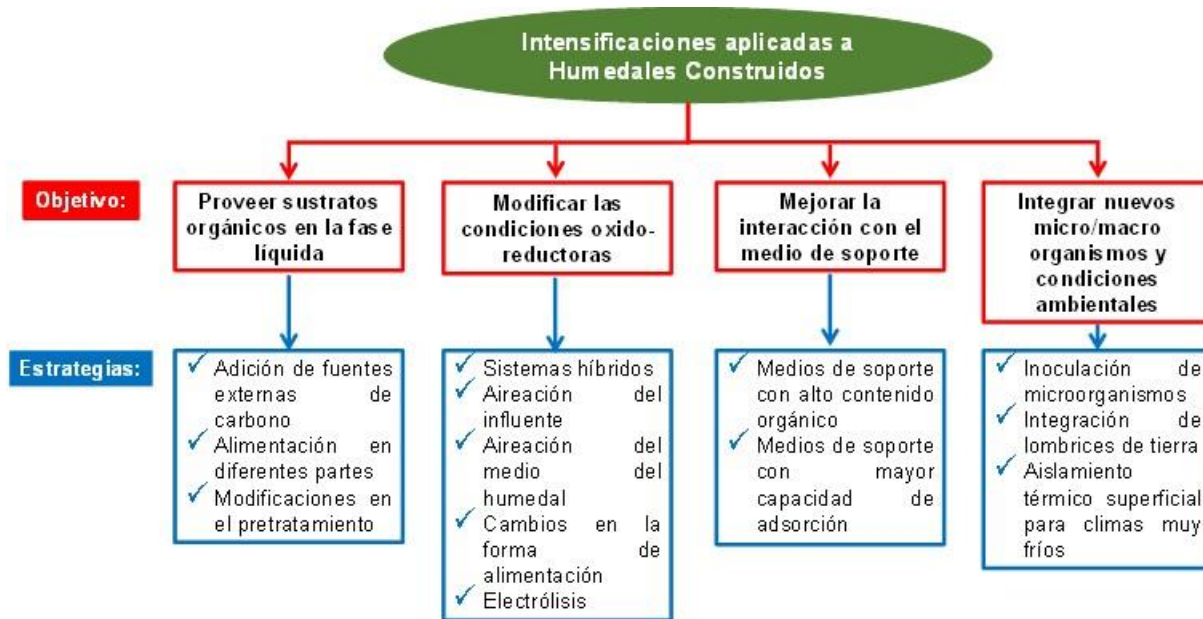 Intensificaciones aplicadas a
Humedales Construidos
Objetivo:
Proveer sustratos
orgánicos en la fase
líquida
Modificar las
condiciones oxido-
reductoras
Mejorar la
interacción con el
medio de soporte
Integrar nuevos
micro/macro
organismos y
condiciones
ambientales
Estrategias:
Adición de fuentes
externas de
carbono
Alimentación en
diferentes partes
Modificaciones en
el pretratamiento
Sistemas híbridos
Aireación del
influente
Aireación del
medio del
humedal
Cambios en la
forma de
alimentación
Electrólisis
Medios de soporte
con alto contenido
orgánico
Medios de soporte
con mayor
capacidad de
adsorción
Inoculación de
microorganismos
Integración de
lombrices de tierra
Aislamiento
térmico superficial
para climas muy
fríos